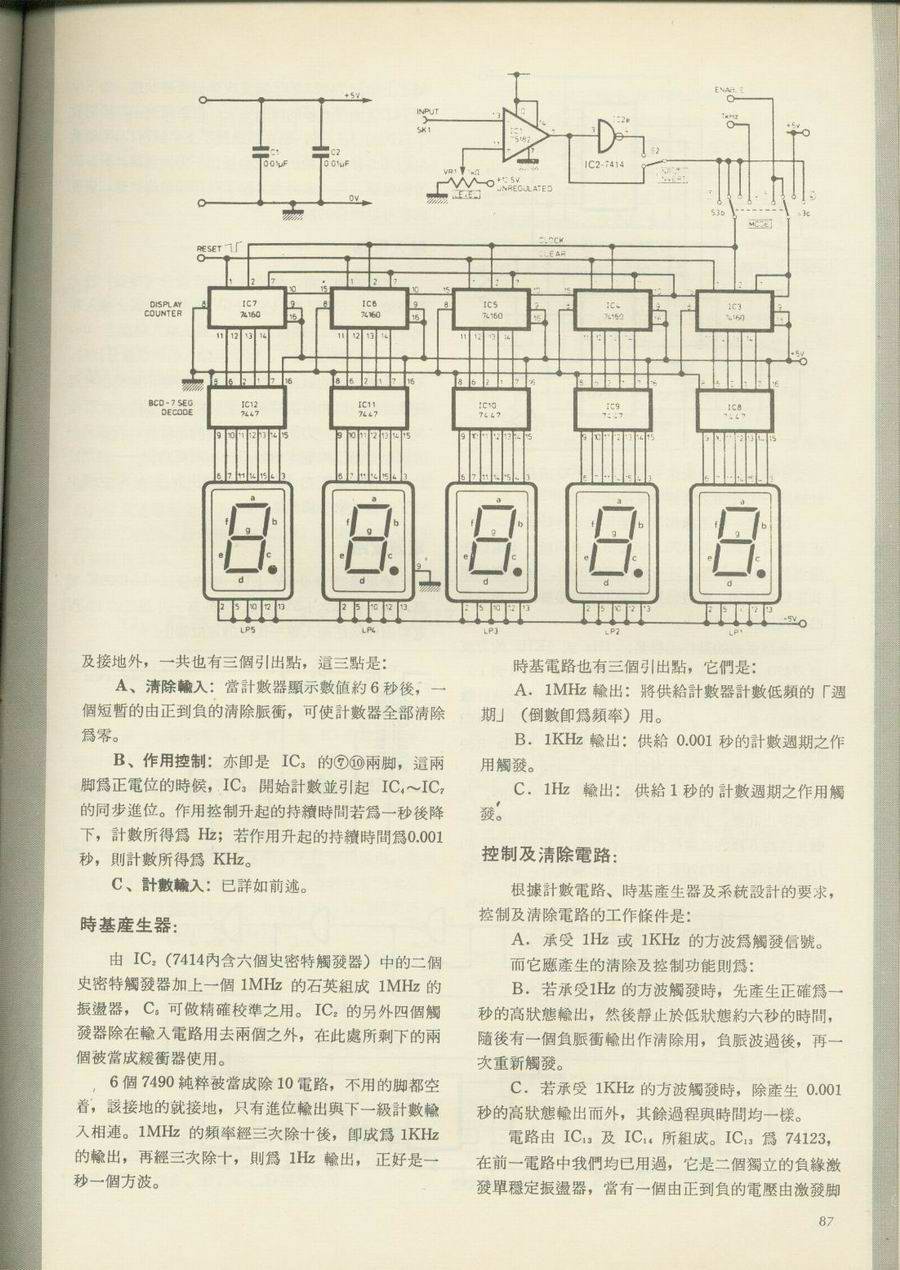 +5V
C1
0.01μF
C2
0.01μF
0V
INPUT
SK1
VR1
UNREGULATED
LEVEL
IC2-7414
S2
ENABLE
1KHz
+5V
S3b
MODE
S3c
RESET
CLOCK
CLEAR
DISPLAY
COUNTER
IC7
74160
IC6
74160
IC5
74160
IC4
74160
IC3
74160
+5V
BCD-7 SEG
DECODE
IC12
7447
IC11
7447
IC10
7447
IC9
7447
IC8
7447
LP5
LP4
LP3
LP2
LP1
及接地外，一共也有三個引出點，這三點是：
A、清除輸入：當計數器顯示數值約 6 秒後，一
個短暫的由正到負的清除脈衝，可使計數器全部清除
爲零。
B、作用控制：亦卽是 IC₃ 的⑦⑩兩脚，這兩
脚爲正電位的時候，IC₃ 開始計數並引起 IC₄～IC₇
的同步進位。作用控制升起的持續時間若爲一秒後降
下，計數所得爲 Hz；若作用升起的持續時間爲0.001
秒，則計數所得爲 KHz。
C、計數輸入：已詳如前述。
時基產生器：
由 IC₂ (7414內含六個史密特觸發器) 中的二個
史密特觸發器加上一個 1MHz 的石英組成 1MHz 的
振盪器， C₅ 可做精確校準之用。 IC₂ 的另外四個觸
發器除在輸入電路用去兩個之外，在此處所剩下的兩
個被當成緩衝器使用。
6 個 7490 純粹被當成除 10 電路，不用的脚都空
着，該接地的就接地，只有進位輸出與下一級計數輸
入相連。1MHz 的頻率經三次除十後，卽成爲 1KHz
的輸出，再經三次除十，則爲 1Hz 輸出， 正好是一
秒一個方波。
時基電路也有三個引出點，它們是：
A．1MHz 輸出：將供給計數器計數低頻的「週
期」（倒數卽爲頻率）用。
B．1KHz 輸出：供給 0.001 秒的計數週期之作
用觸發。
C．1Hz 輸出： 供給 1 秒的 計數週期之作用觸
發。
控制及清除電路：
根據計數電路、時基產生器及系統設計的要求，
控制及清除電路的工作條件是：
A．承受 1Hz 或 1KHz 的方波爲觸發信號。
而它應產生的清除及控制功能則爲：
B．若承受1Hz 的方波觸發時，先產生正確爲一
秒的高狀態輸出，然後靜止於低狀態約六秒的時間，
隨後有一個負脈衝輸出作清除用，負脈波過後，再一
次重新觸發。
C．若承受 1KHz 的方波觸發時，除產生 0.001
秒的高狀態輸出而外，其餘過程與時間均一樣。
電路由 IC₁₃ 及 IC₁₄ 所組成。IC₁₃ 爲 74123，
在前一電路中我們均已用過，它是二個獨立的負緣激
發單穩定振盪器，當有一個由正到負的電壓由激發脚
87